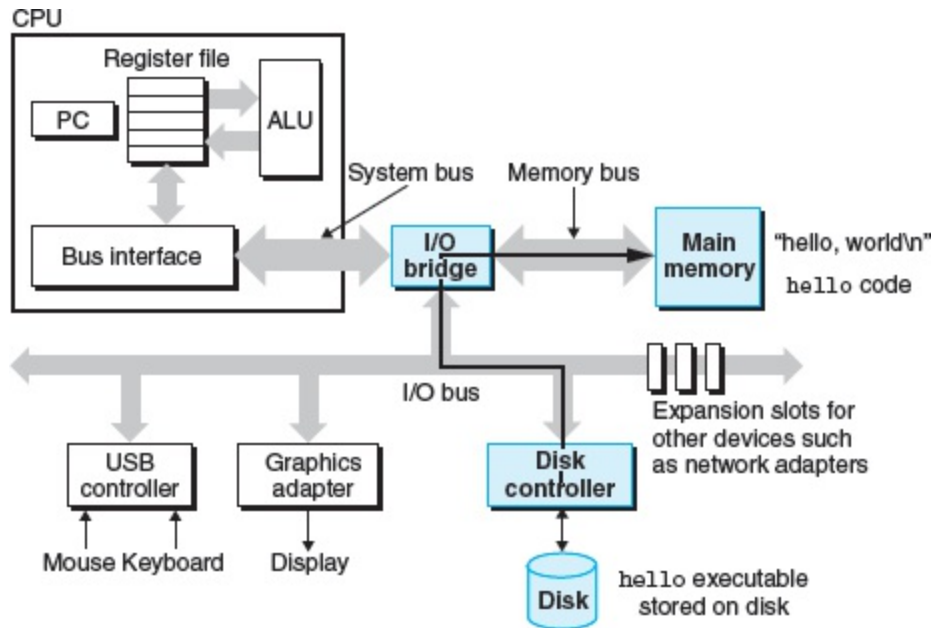 CPU
Register file
PC
ALU
System bus
Memory bus
Bus interface
I/O
bridge
Main
memory
“hello, world\n”
hello code
I/O bus
Expansion slots for
other devices such
as network adapters
USB
controller
Graphics
adapter
Disk
controller
Mouse Keyboard
Display
Disk
hello executable
stored on disk